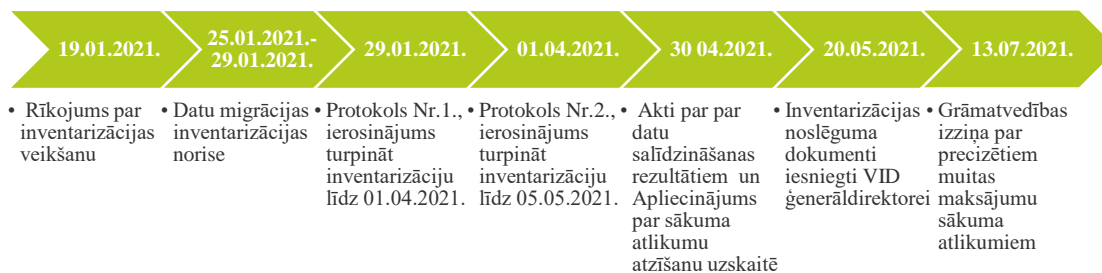 19.01.2021.
25.01.2021.-
29.01.2021.
29.01.2021.
01.04.2021.
30 04.2021.
20.05.2021.
13.07.2021.
• Rīkojums par
inventarizācijas
veikšanu
• Datu migrācijas
inventarizācijas
norise
• Protokols Nr.1.,
ierosinājums
turpināt
inventarizāciju
līdz 01.04.2021.
• Protokols Nr.2.,
ierosinājums
turpināt
inventarizāciju
līdz 05.05.2021.
• Akti par par
datu
salīdzināšanas
rezultātiem un
Apliecinājums
par sākuma
atlikumu
atzīšanu uzskaitē
• Inventarizācijas
noslēguma
dokumenti
iesniegti VID
ģenerāldirektorei
• Grāmatvedības
izziņa par
precizētiem
muitas
maksājumu
sākuma
atlikumiem